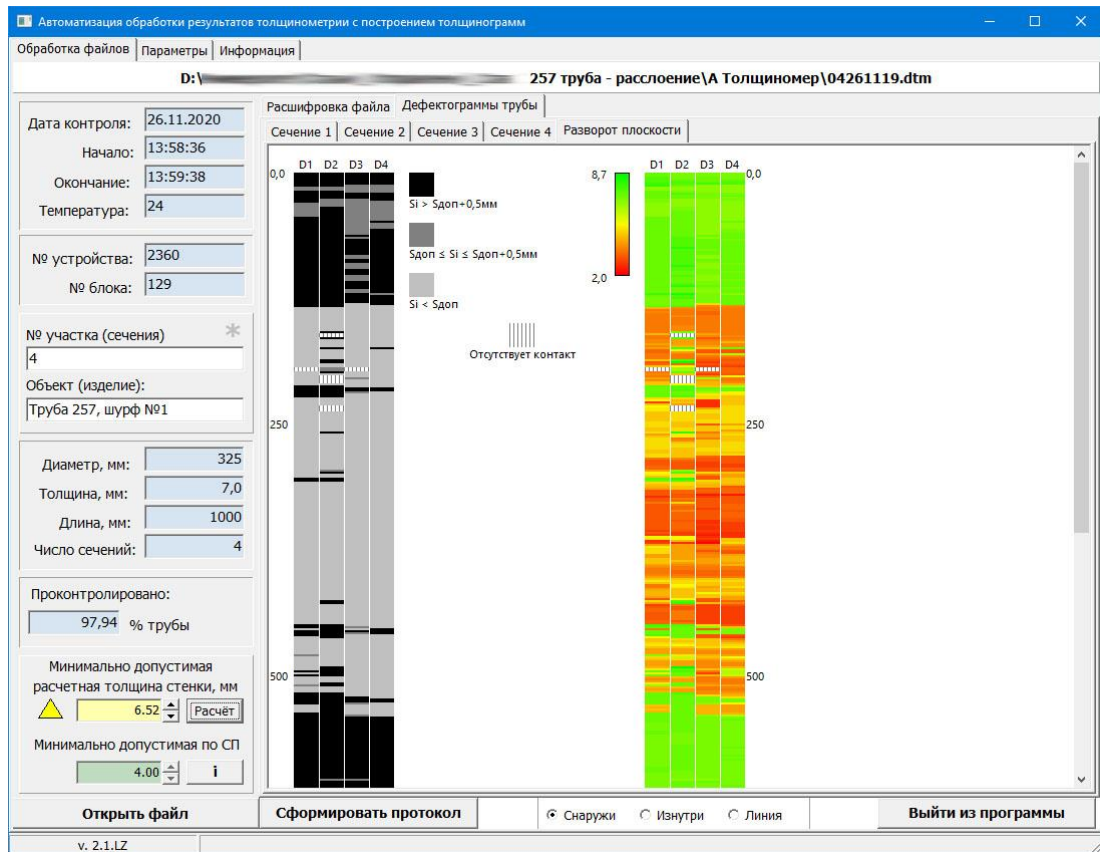 Автоматизация обработки результатов толщинометрии с построением толщинограмм
Обработка файлов Параметры Информация
D:\ 257 труба - расслоение\А Толщиномер\04261119.dtm
Расшифровка файла Дефектограммы трубы
Сечение 1 Сечение 2 Сечение 3 Сечение 4 Разворот плоскости
Дата контроля: 26.11.2020
Начало: 13:58:36
Окончание: 13:59:38
Температура: 24
№ устройства: 2360
№ блока: 129
№ участка (сечения) *
4
Объект (изделие):
Труба 257, шурф №1
Диаметр, мм: 325
Толщина, мм: 7,0
Длина, мм: 1000
Число сечений: 4
Проконтролировано:
97,94 % трубы
Минимально допустимая
расчетная толщина стенки, мм
6.52 Расчёт
Минимально допустимая по СП
4.00 i
D1 D2 D3 D4
0,0
250
500
Si > Sдоп+0,5мм
Sдоп ≤ Si ≤ Sдоп+0,5мм
Si < Sдоп
Отсутствует контакт
8,7
2,0
D1 D2 D3 D4
0,0
250
500
Открыть файл Сформировать протокол Снаружи Изнутри Линия Выйти из программы
v. 2.1.LZ